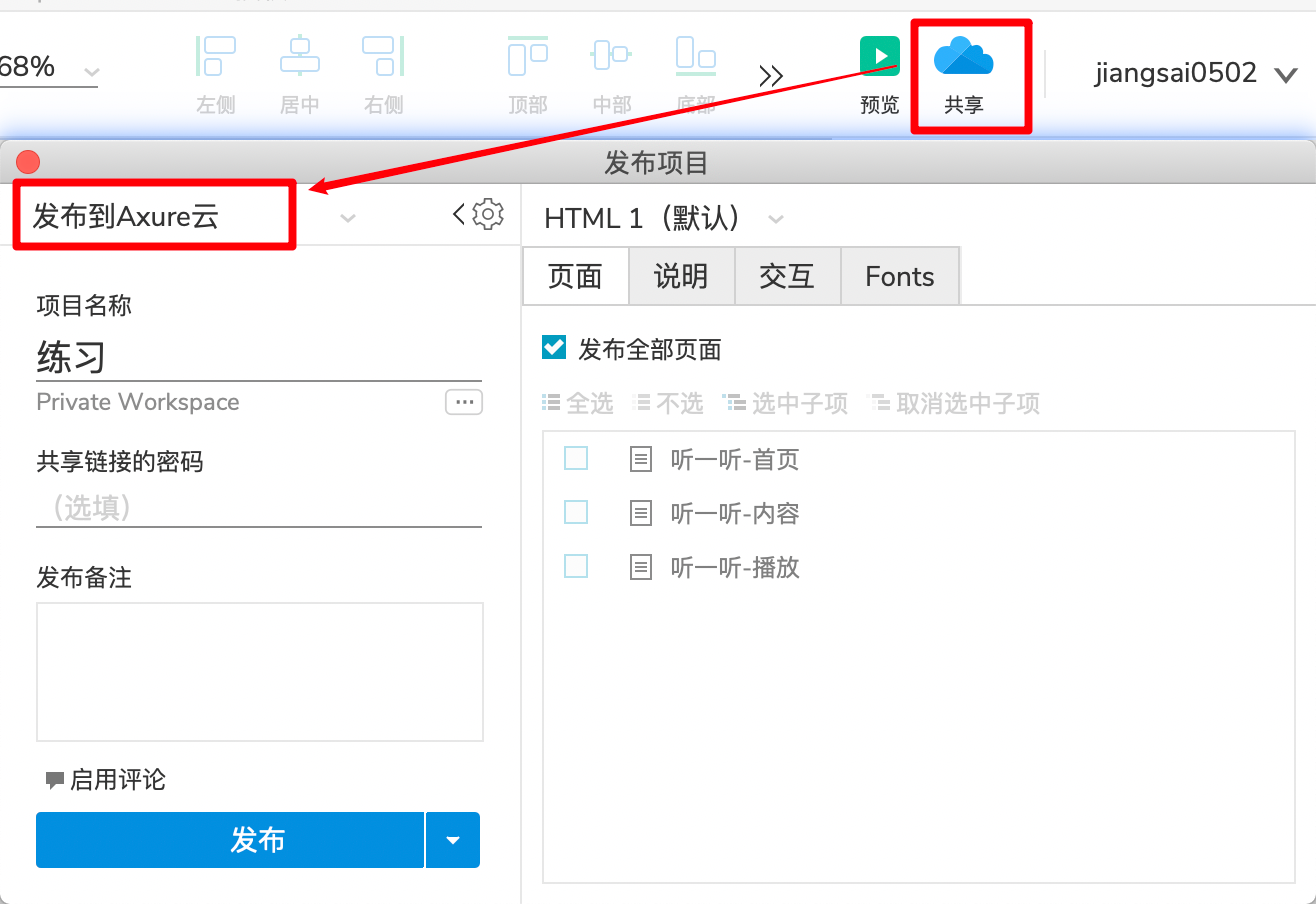 68%
左侧 居中 右侧 顶部 中部 底部 预览 共享
jiangsai0502
发布项目
发布到Axure云
HTML 1（默认）
页面 说明 交互 Fonts
项目名称
练习
Private Workspace
共享链接的密码
（选填）
发布备注
启用评论
发布
发布全部页面
全选 不选 选中子项 取消选中子项
听一听-首页
听一听-内容
听一听-播放